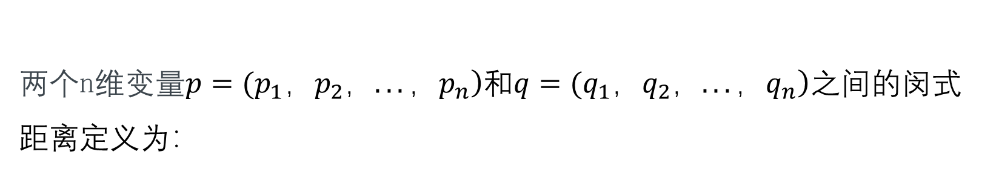 两个n维变量p = (p₁, p₂, …, pₙ)和q = (q₁, q₂, …, qₙ)之间的闵式
距离定义为: